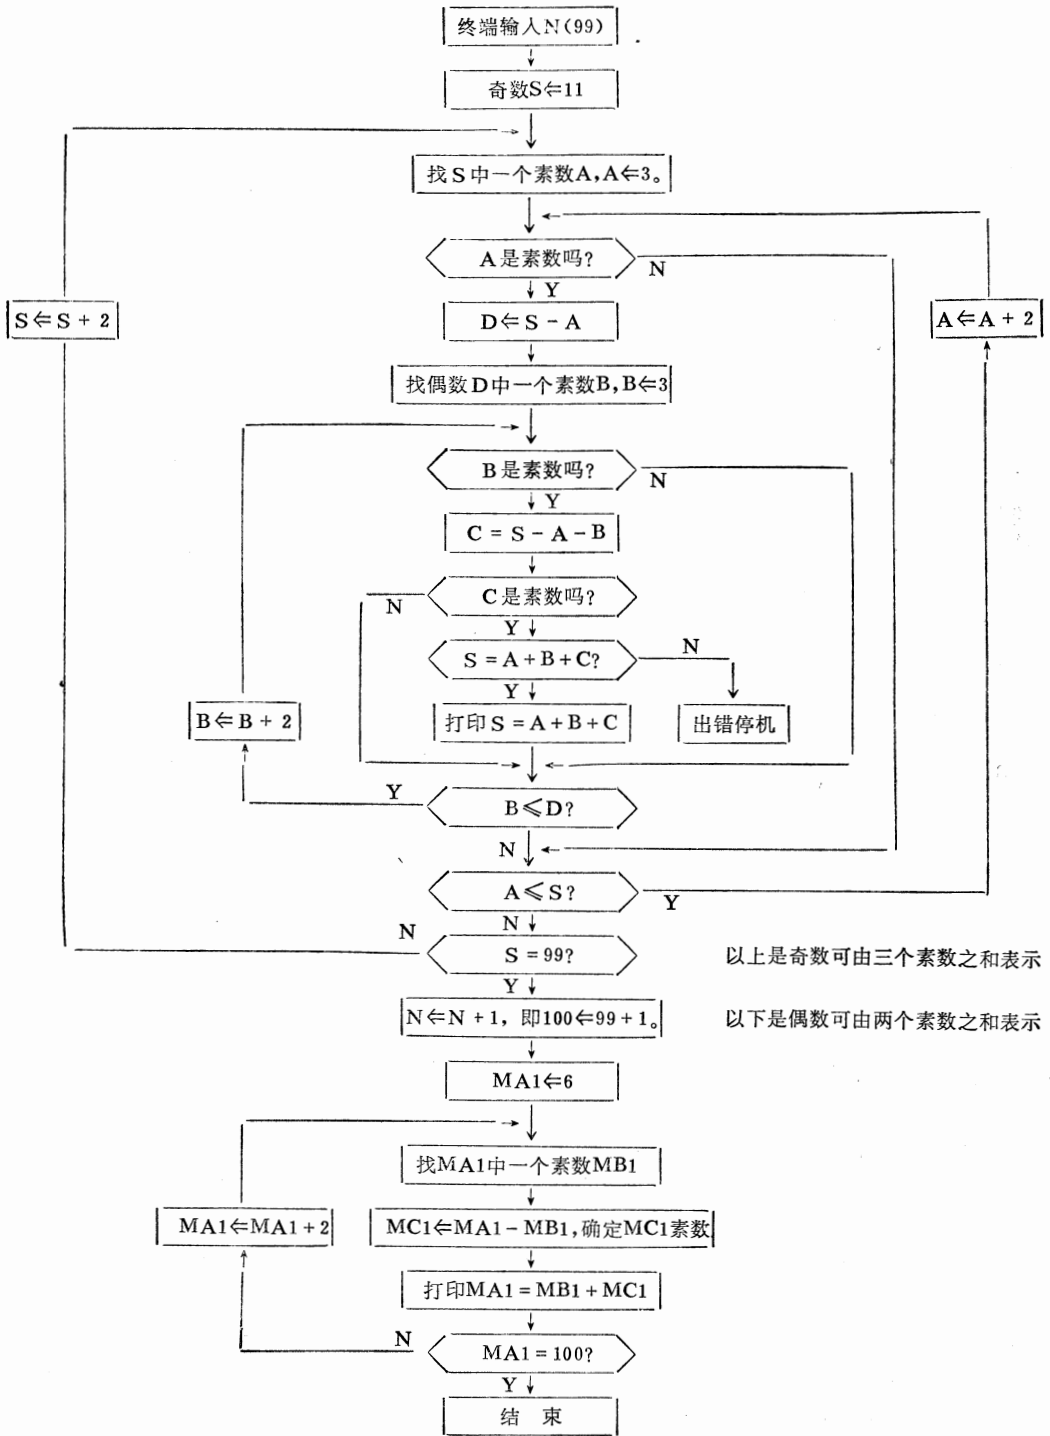 终端输入N(99)
奇数S⇐11
找S中一个素数A,A⇐3。
A是素数吗?
N
Y
S⇐S+2
D⇐S-A
A⇐A+2
找偶数D中一个素数B,B⇐3
B是素数吗?
N
Y
C=S-A-B
C是素数吗?
N
Y
S=A+B+C?
N
Y
B⇐B+2
打印S=A+B+C
出错停机
Y
B≤D?
N
A≤S?
Y
N
N
S=99?
以上是奇数可由三个素数之和表示
Y
N⇐N+1, 即100⇐99+1。
以下是偶数可由两个素数之和表示
MA1⇐6
找MA1中一个素数MB1
MA1⇐MA1+2
MC1⇐MA1-MB1,确定MC1素数
打印MA1=MB1+MC1
N
MA1=100?
Y
结 束